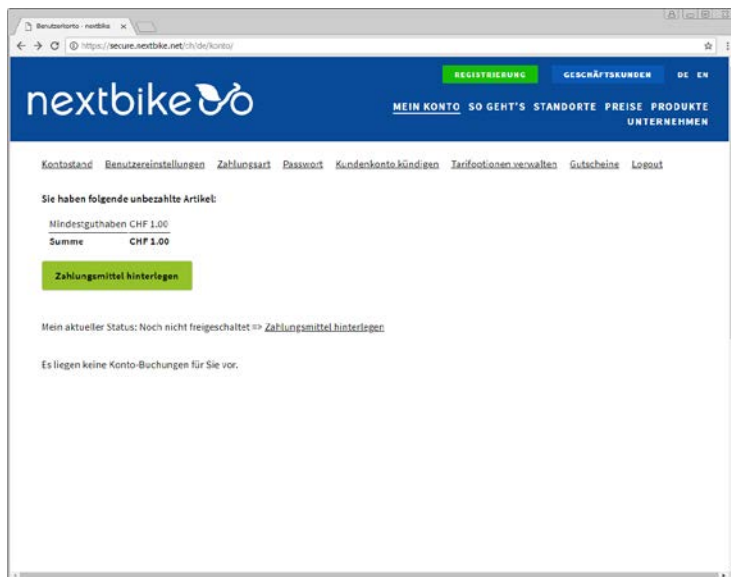 Benutzerkonto - nextbike
https://secure.nextbike.net/ch/de/konto/
REGISTRIERUNG GESCHÄFTSKUNDEN DE EN
nextbike
MEIN KONTO SO GEHT'S STANDORTE PREISE PRODUKTE
UNTERNEHMEN
Kontostand Benutzereinstellungen Zahlungsart Passwort Kundenkonto kündigen Tarifoptionen verwalten Gutscheine Logout
Sie haben folgende unbezahlte Artikel:
Mindestguthaben CHF 1.00
Summe CHF 1.00
Zahlungsmittel hinterlegen
Mein aktueller Status: Noch nicht freigeschaltet => Zahlungsmittel hinterlegen
Es liegen keine Konto-Buchungen für Sie vor.